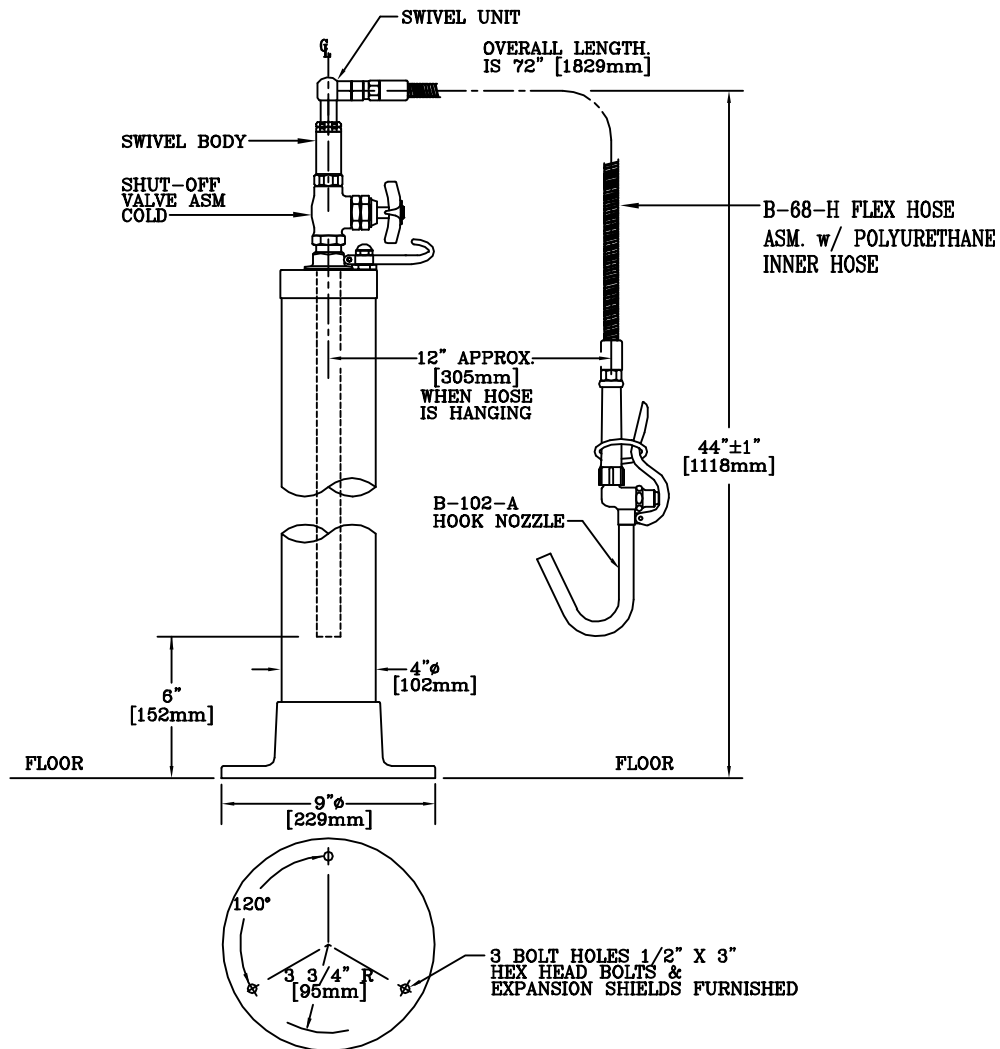 SWIVEL UNIT
℄
OVERALL LENGTH.
IS 72" [1829mm]
SWIVEL BODY
SHUT-OFF
VALVE ASM
COLD
B-68-H FLEX HOSE
ASM. w/ POLYURETHANE
INNER HOSE
12" APPROX.
[305mm]
WHEN HOSE
IS HANGING
44"±1"
[1118mm]
B-102-A
HOOK NOZZLE
4"ø
[102mm]
6"
[152mm]
FLOOR
FLOOR
9"ø
[229mm]
120°
3 3/4" R
[95mm]
3 BOLT HOLES 1/2" X 3"
HEX HEAD BOLTS &
EXPANSION SHIELDS FURNISHED